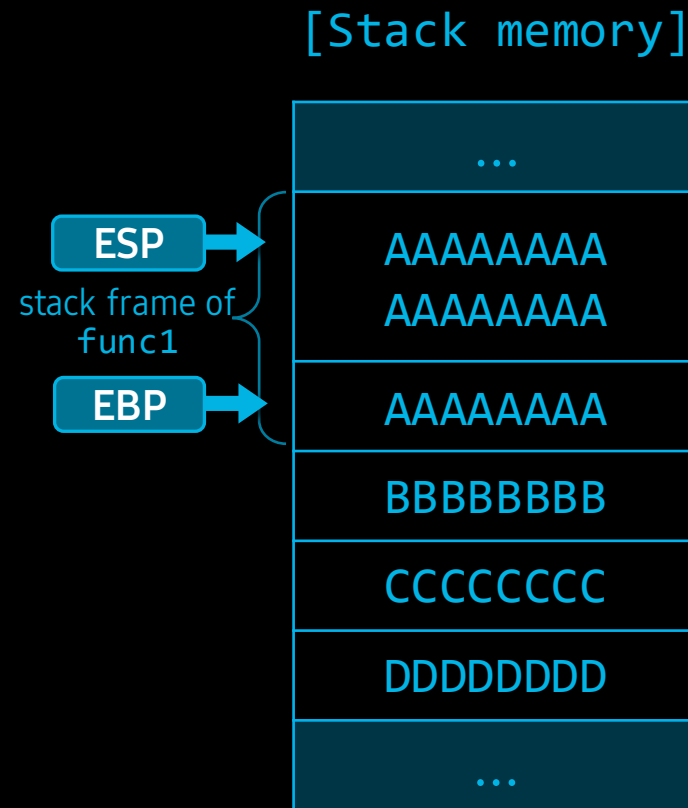 [Stack memory]
...
ESP
AAAAAAAA
stack frame of
func1
AAAAAAAA
EBP
AAAAAAAA
BBBBBBBB
CCCCCCCC
DDDDDDDD
...